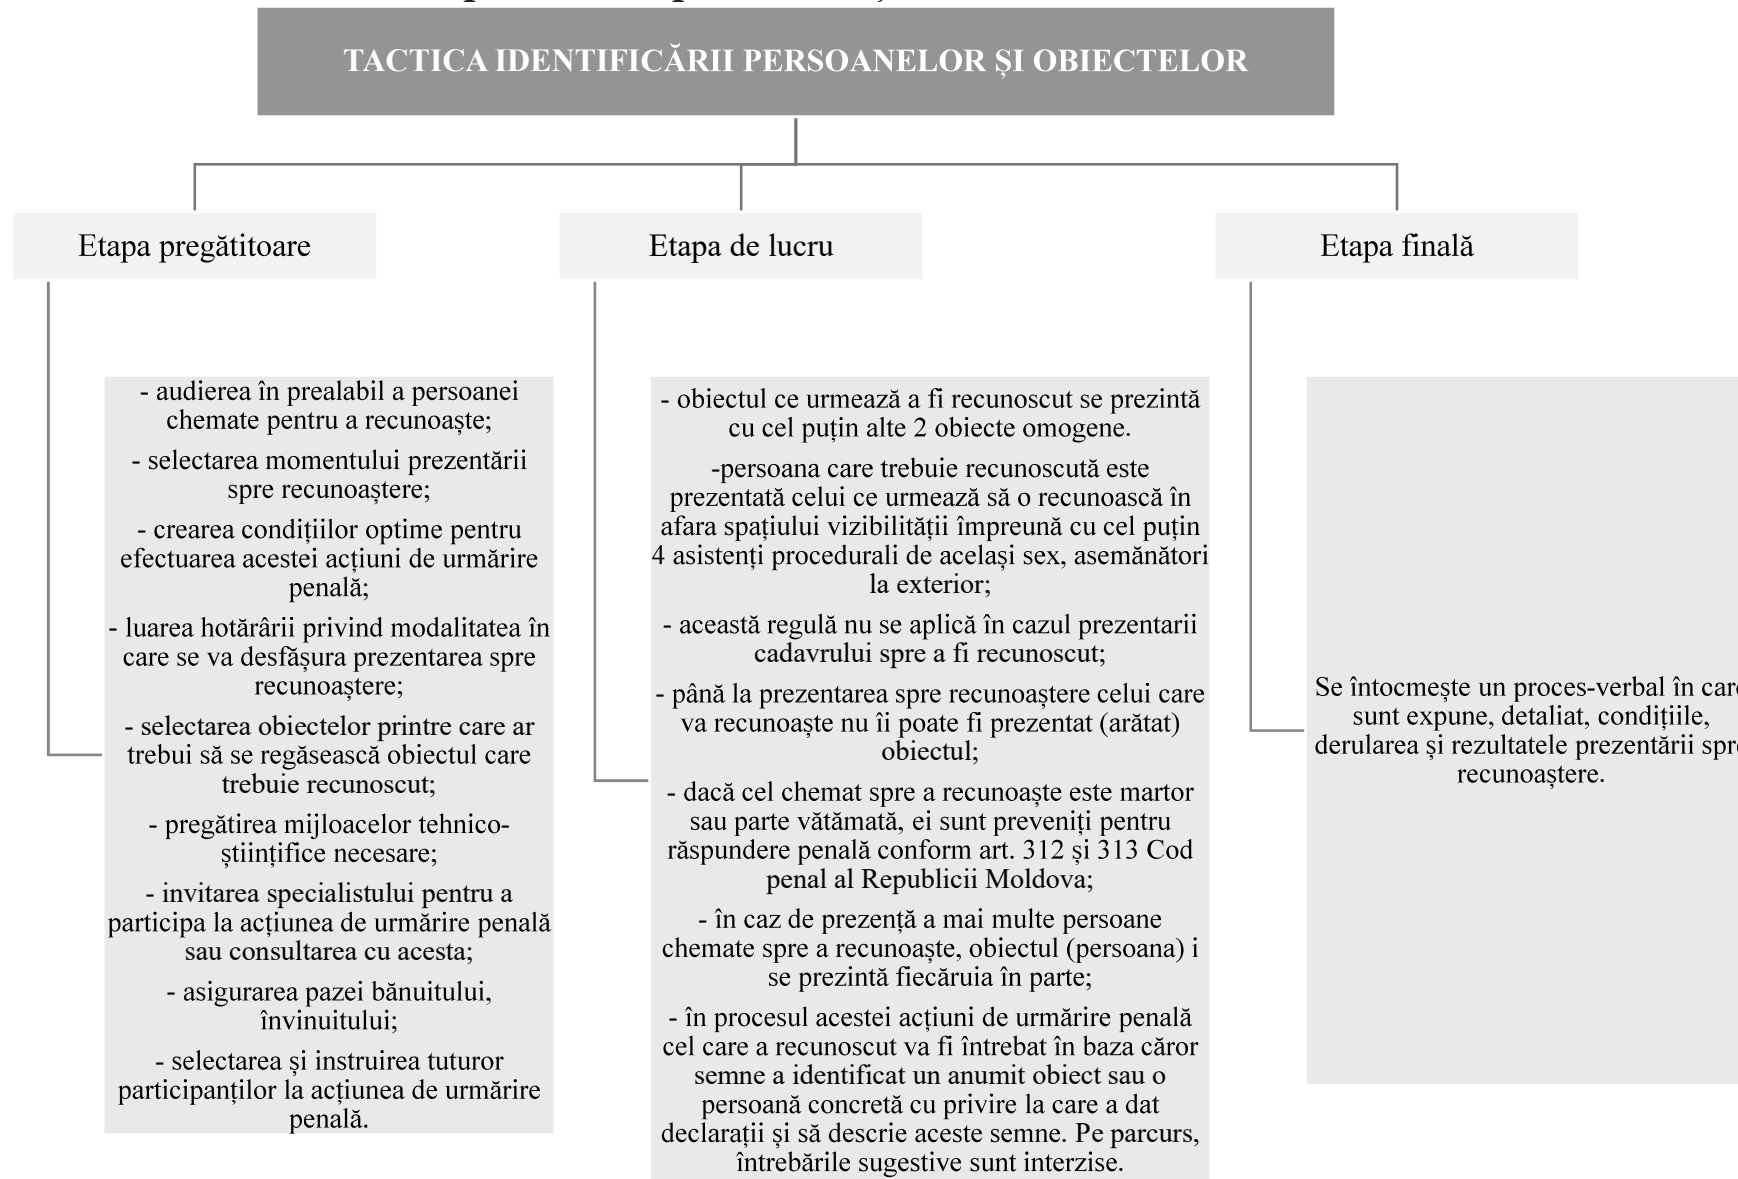 TACTICA IDENTIFICĂRII PERSOANELOR ȘI OBIECTELOR
Etapa pregătitoare
- audierea în prealabil a persoanei
chemate pentru a recunoaște;
- selectarea momentului prezentării
spre recunoaștere;
- crearea condițiilor optime pentru
efectuarea acestei acțiuni de urmărire
penală;
- luarea hotărârii privind modalitatea în
care se va desfășura prezentarea spre
recunoaștere;
- selectarea obiectelor printre care ar
trebui să se regăsească obiectul care
trebuie recunoscut;
- pregătirea mijloacelor tehnico-
științifice necesare;
- invitarea specialistului pentru a
participa la acțiunea de urmărire penală
sau consultarea cu acesta;
- asigurarea pazei bănuitului,
învinuitului;
- selectarea și instruirea tuturor
participanților la acțiunea de urmărire
penală.
Etapa de lucru
- obiectul ce urmează a fi recunoscut se prezintă
cu cel puțin alte 2 obiecte omogene.
-persoana care trebuie recunoscută este
prezentată celui ce urmează să o recunoască în
afara spațiului vizibilității împreună cu cel puțin
4 asistenți procedurali de același sex, asemănători
la exterior;
- această regulă nu se aplică în cazul prezentarii
cadavrului spre a fi recunoscut;
- până la prezentarea spre recunoaștere celui care
va recunoaște nu îi poate fi prezentat (arătat)
obiectul;
- dacă cel chemat spre a recunoaște este martor
sau parte vătămată, ei sunt preveniți pentru
răspundere penală conform art. 312 și 313 Cod
penal al Republicii Moldova;
- în caz de prezență a mai multe persoane
chemate spre a recunoaște, obiectul (persoana) i
se prezintă fiecăruia în parte;
- în procesul acestei acțiuni de urmărire penală
cel care a recunoscut va fi întrebat în baza căror
semne a identificat un anumit obiect sau o
persoană concretă cu privire la care a dat
declarații și să descrie aceste semne. Pe parcurs,
întrebările sugestive sunt interzise.
Etapa finală
Se întocmește un proces-verbal în care
sunt expune, detaliat, condițiile,
derularea și rezultatele prezentării spre
recunoaștere.